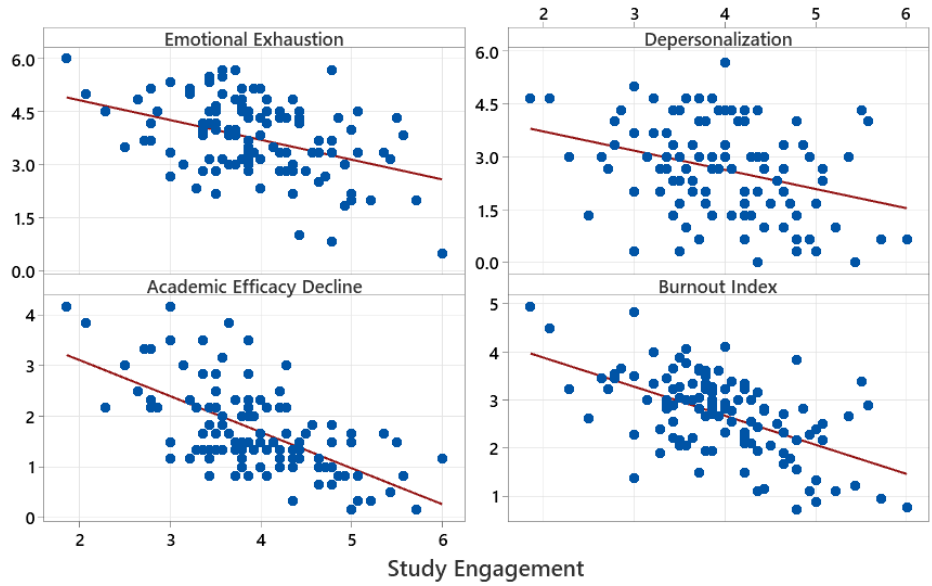 2 3 4 5 6
Emotional Exhaustion
Depersonalization
6.0
4.5
3.0
1.5
0.0
6.0
4.5
3.0
1.5
0.0
Academic Efficacy Decline
Burnout Index
4
3
2
1
0
5
4
3
2
1
2 3 4 5 6
Study Engagement